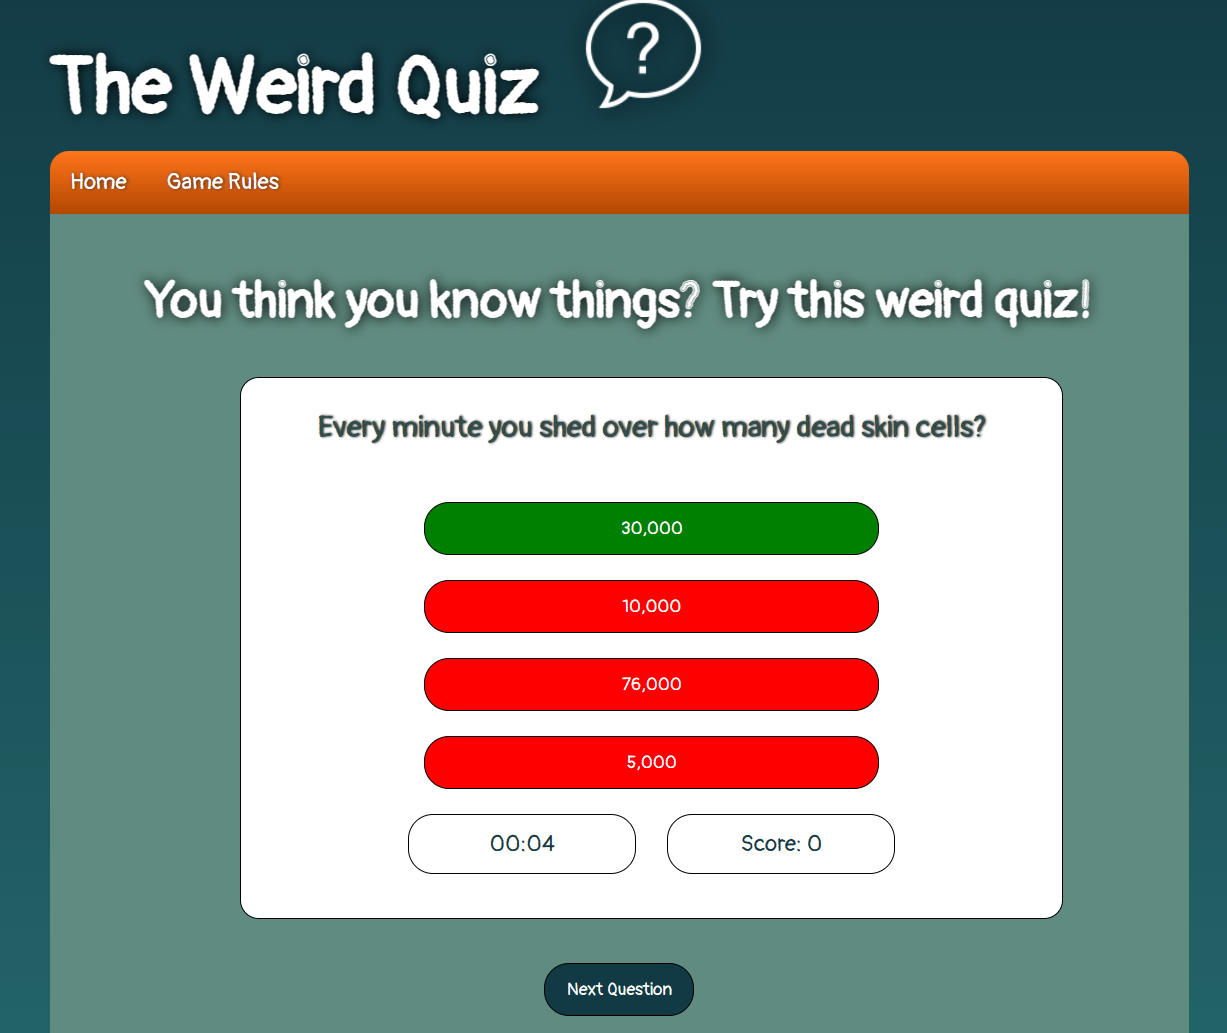 The Weird Quiz ?
Home Game Rules
You think you know things? Try this weird quiz!
Every minute you shed over how many dead skin cells?
30,000
10,000
76,000
5,000
00:04 Score: 0
Next Question